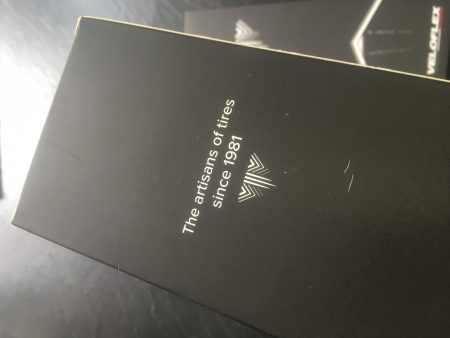 The artisans of tires
since 1981
VELOFLEX